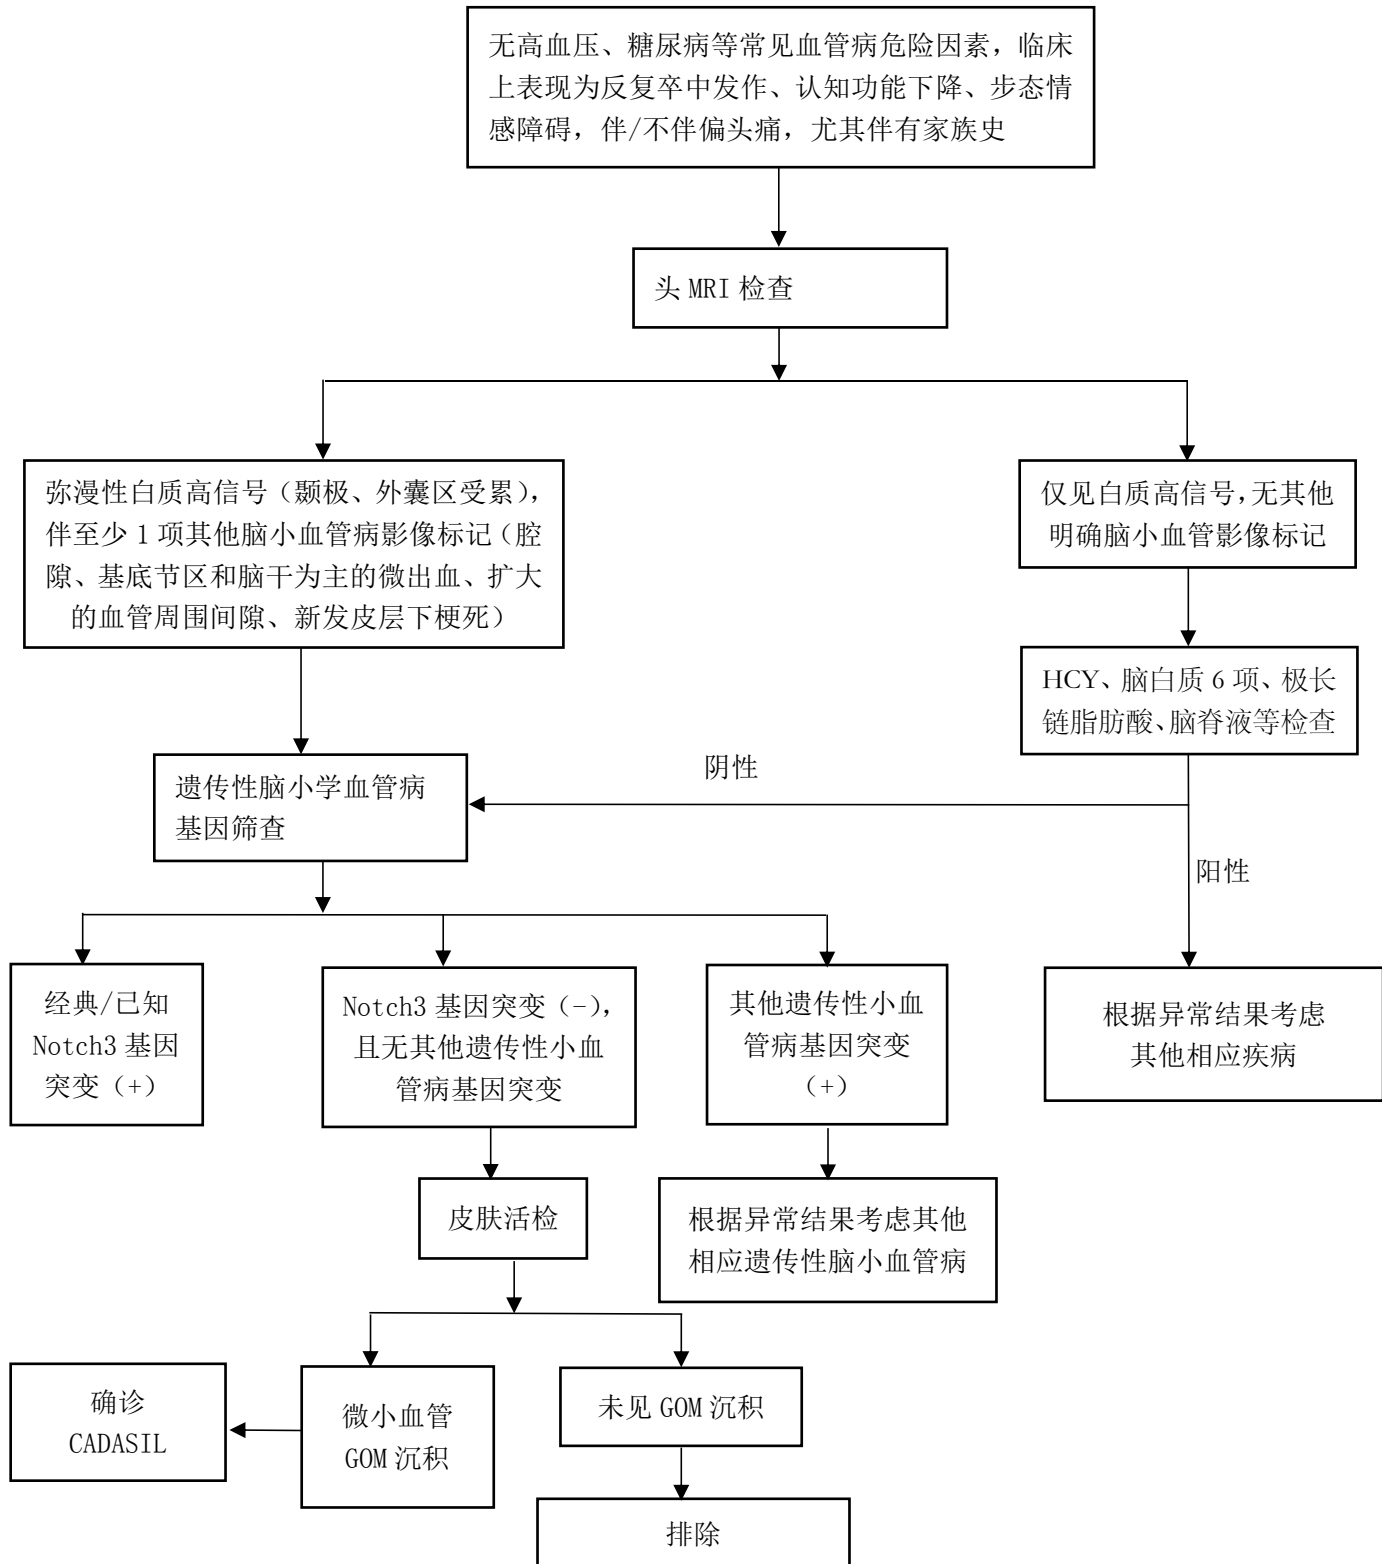 无高血压、糖尿病等常见血管病危险因素，临床
上表现为反复卒中发作、认知功能下降、步态情
感障碍，伴/不伴偏头痛，尤其伴有家族史
头 MRI 检查
弥漫性白质高信号（颞极、外囊区受累），
伴至少 1 项其他脑小血管病影像标记（腔
隙、基底节区和脑干为主的微出血、扩大
的血管周围间隙、新发皮层下梗死）
仅见白质高信号，无其他
明确脑小血管影像标记
HCY、脑白质 6 项、极长
链脂肪酸、脑脊液等检查
阴性
遗传性脑小学血管病
基因筛查
阳性
经典/已知
Notch3 基因
突变（+）
Notch3 基因突变（-），
且无其他遗传性小血
管病基因突变
其他遗传性小血
管病基因突变
（+）
根据异常结果考虑
其他相应疾病
皮肤活检
根据异常结果考虑其他
相应遗传性脑小血管病
确诊
CADASIL
微小血管
GOM 沉积
未见 GOM 沉积
排除